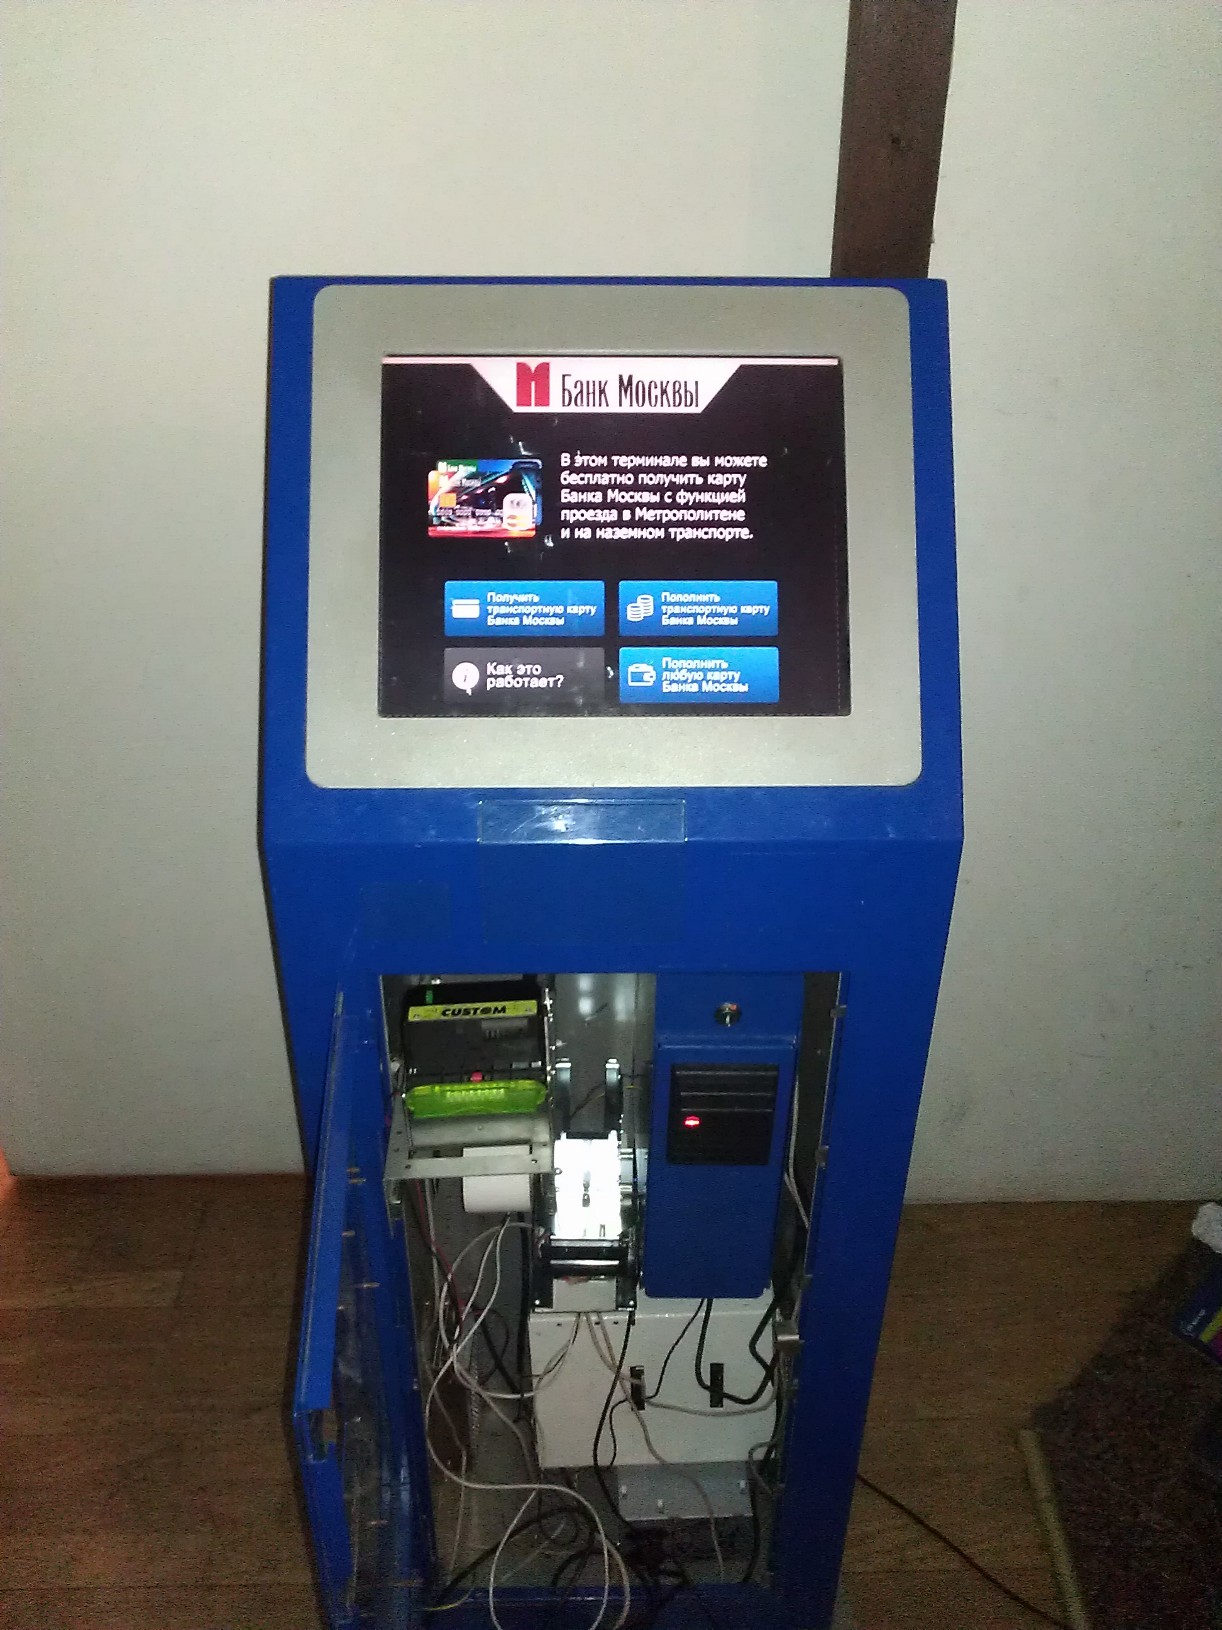 Банк Москвы
В этом терминале вы можете
бесплатно получить карту
Банка Москвы с функцией
проезда в Метрополитене
и на наземном транспорте.
Получить
транспортную карту
Банка Москвы
Пополнить
транспортную карту
Банка Москвы
Как это
работает?
Пополнить
любую карту
Банка Москвы
CUSTOM